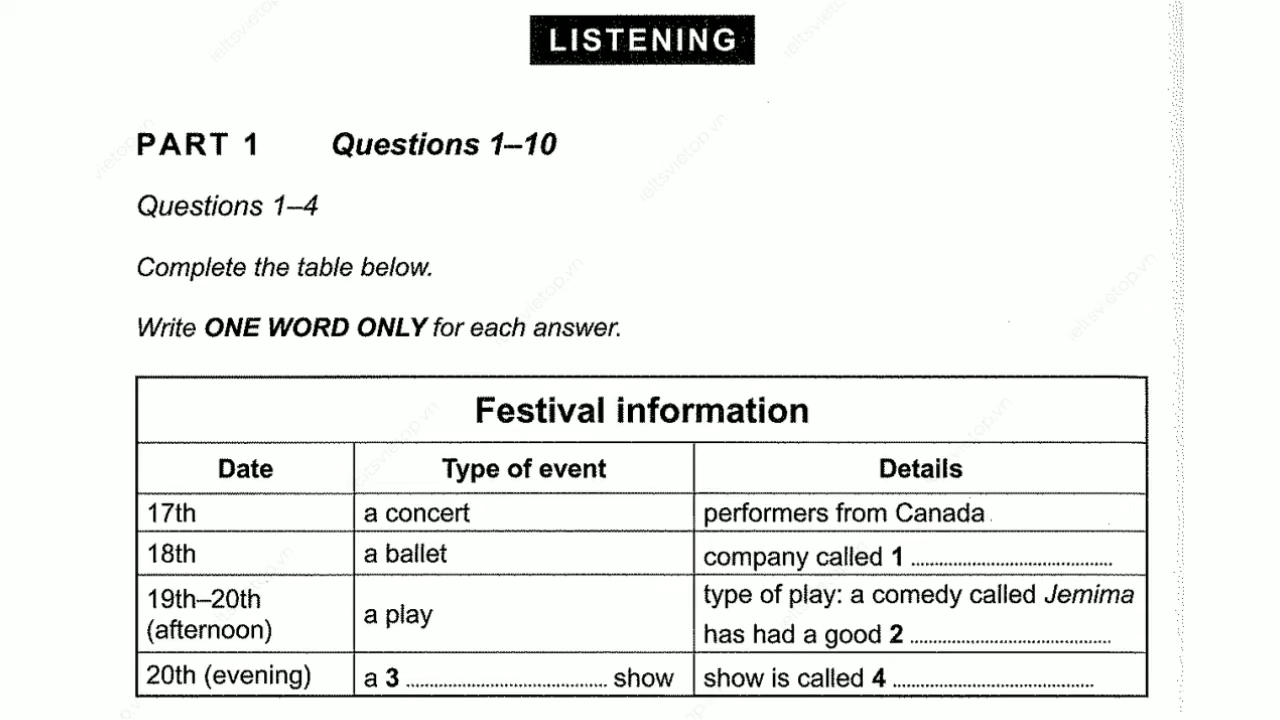 LISTENING
PART 1 Questions 1–10
Questions 1–4
Complete the table below.
Write ONE WORD ONLY for each answer.
Festival information
Date Type of event Details
17th a concert performers from Canada
18th a ballet company called 1 ........................................
19th–20th (afternoon) a play type of play: a comedy called Jemima
has had a good 2 ........................................
20th (evening) a 3 ........................................ show show is called 4 ........................................
ieltsvietop.vn